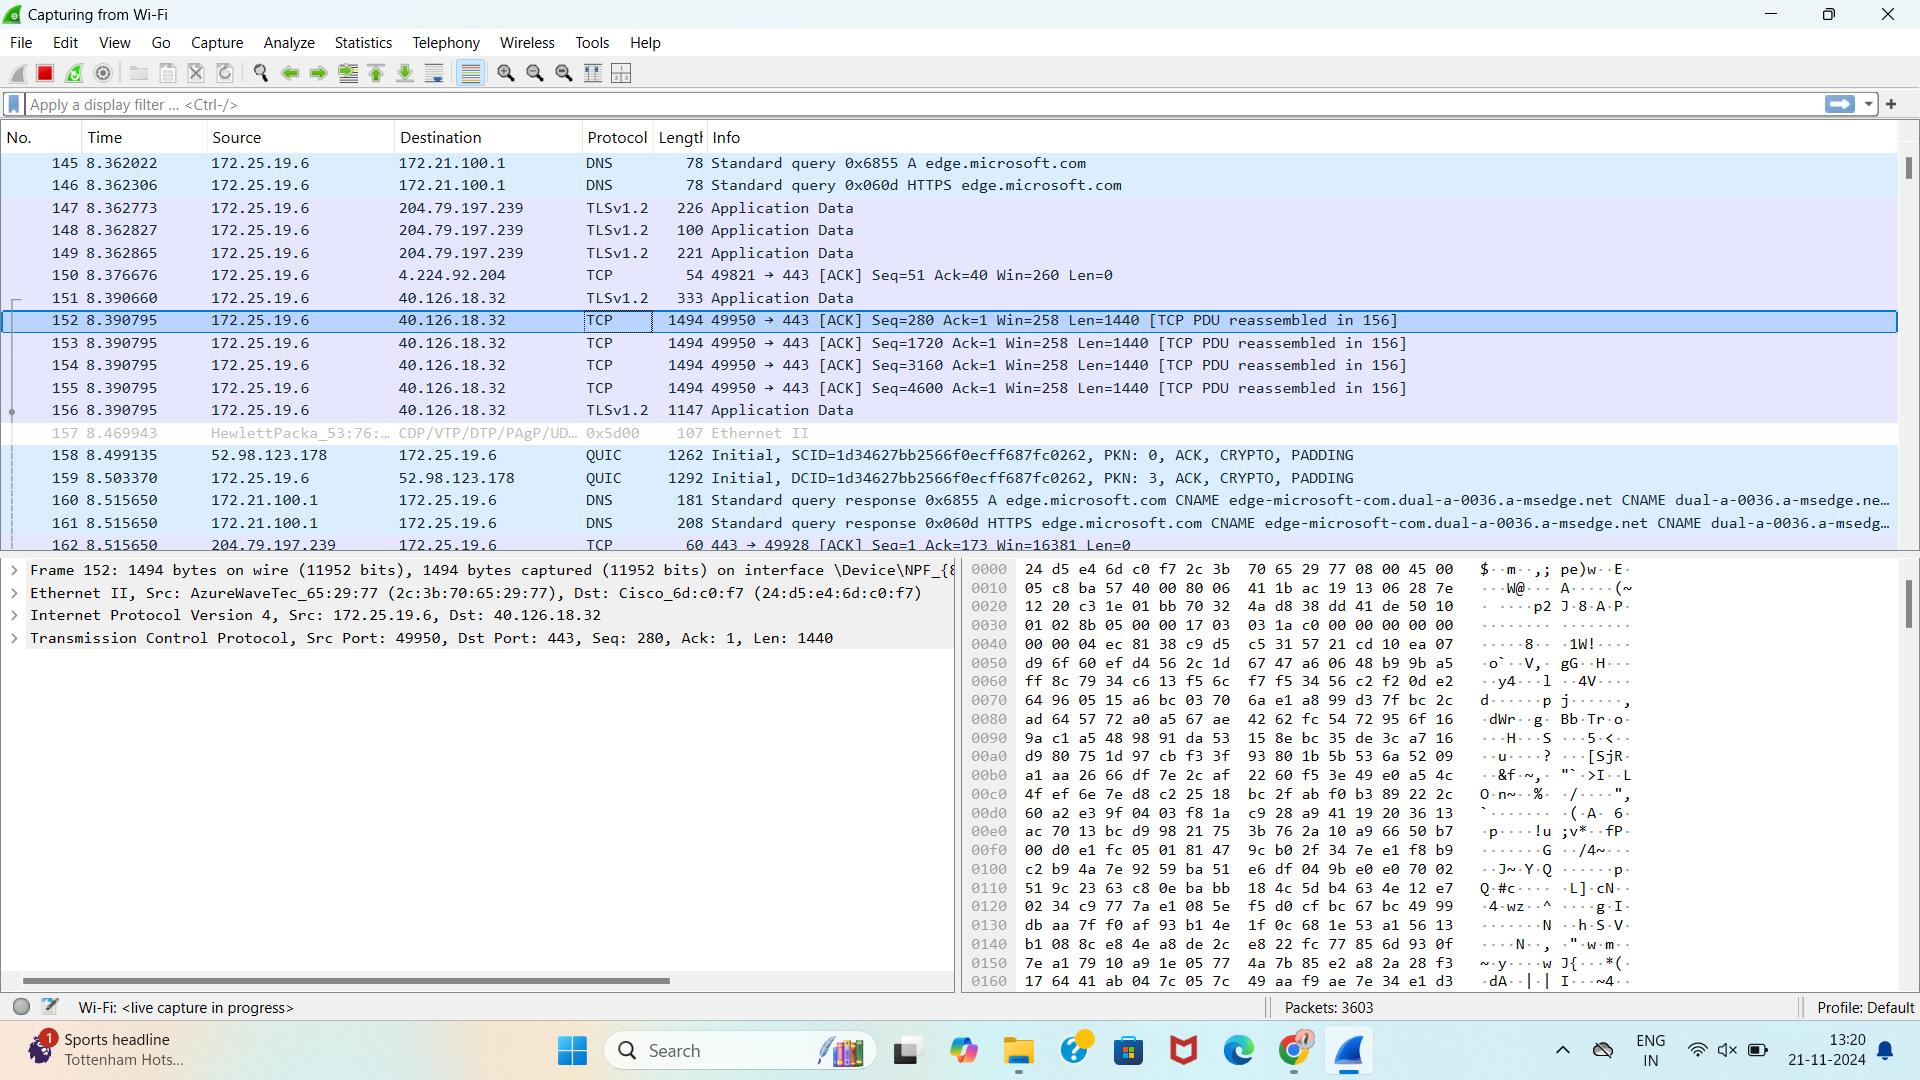 Capturing from Wi-Fi
File Edit View Go Capture Analyze Statistics Telephony Wireless Tools Help
Apply a display filter … <Ctrl-/>
No. Time Source Destination Protocol Length Info
145 8.362022 172.25.19.6 172.21.100.1 DNS 78 Standard query 0x6855 A edge.microsoft.com
146 8.362306 172.25.19.6 172.21.100.1 DNS 78 Standard query 0x060d HTTPS edge.microsoft.com
147 8.362773 172.25.19.6 204.79.197.239 TLSv1.2 226 Application Data
148 8.362827 172.25.19.6 204.79.197.239 TLSv1.2 100 Application Data
149 8.362865 172.25.19.6 204.79.197.239 TLSv1.2 221 Application Data
150 8.376676 172.25.19.6 4.224.92.204 TCP 54 49821 → 443 [ACK] Seq=51 Ack=40 Win=260 Len=0
151 8.390660 172.25.19.6 40.126.18.32 TLSv1.2 333 Application Data
152 8.390795 172.25.19.6 40.126.18.32 TCP 1494 49950 → 443 [ACK] Seq=280 Ack=1 Win=258 Len=1440 [TCP PDU reassembled in 156]
153 8.390795 172.25.19.6 40.126.18.32 TCP 1494 49950 → 443 [ACK] Seq=1720 Ack=1 Win=258 Len=1440 [TCP PDU reassembled in 156]
154 8.390795 172.25.19.6 40.126.18.32 TCP 1494 49950 → 443 [ACK] Seq=3160 Ack=1 Win=258 Len=1440 [TCP PDU reassembled in 156]
155 8.390795 172.25.19.6 40.126.18.32 TCP 1494 49950 → 443 [ACK] Seq=4600 Ack=1 Win=258 Len=1440 [TCP PDU reassembled in 156]
156 8.390795 172.25.19.6 40.126.18.32 TLSv1.2 1147 Application Data
157 8.469943 HewlettPacka_53:76:… CDP/VTP/DTP/PAgP/UD… 0x5d00 107 Ethernet II
158 8.499135 52.98.123.178 172.25.19.6 QUIC 1262 Initial, SCID=1d34627bb2566f0ecff687fc0262, PKN: 0, ACK, CRYPTO, PADDING
159 8.503370 172.25.19.6 52.98.123.178 QUIC 1292 Initial, DCID=1d34627bb2566f0ecff687fc0262, PKN: 3, ACK, CRYPTO, PADDING
160 8.515650 172.21.100.1 172.25.19.6 DNS 181 Standard query response 0x6855 A edge.microsoft.com CNAME edge-microsoft-com.dual-a-0036.a-msedge.net CNAME dual-a-0036.a-msedge.ne…
161 8.515650 172.21.100.1 172.25.19.6 DNS 208 Standard query response 0x060d HTTPS edge.microsoft.com CNAME edge-microsoft-com.dual-a-0036.a-msedge.net CNAME dual-a-0036.a-msedg…
162 8.515650 204.79.197.239 172.25.19.6 TCP 60 443 → 49928 [ACK] Seq=1 Ack=173 Win=16381 Len=0
Frame 152: 1494 bytes on wire (11952 bits), 1494 bytes captured (11952 bits) on interface \Device\NPF_{8
Ethernet II, Src: AzureWaveTec_65:29:77 (2c:3b:70:65:29:77), Dst: Cisco_6d:c0:f7 (24:d5:e4:6d:c0:f7)
Internet Protocol Version 4, Src: 172.25.19.6, Dst: 40.126.18.32
Transmission Control Protocol, Src Port: 49950, Dst Port: 443, Seq: 280, Ack: 1, Len: 1440
0000 24 d5 e4 6d c0 f7 2c 3b 70 65 29 77 08 00 45 00 $··m··,; pe)w··E·
0010 05 c8 ba 57 40 00 80 06 41 1b ac 19 13 06 28 7e ···W@··· A·····(~
0020 12 20 c3 1e 01 bb 70 32 4a d8 38 dd 41 de 50 10 · ····p2 J·8·A·P·
0030 01 02 8b 05 00 00 17 03 03 1a c0 00 00 00 00 00 ········ ········
0040 00 00 04 ec 81 38 c9 d5 c5 31 57 21 cd 10 ea 07 ·····8·· ·1W!····
0050 d9 6f 60 ef d4 56 2c 1d 67 47 a6 06 48 b9 9b a5 ·o`··V,· gG··H···
0060 ff 8c 79 34 c6 13 f5 6c f7 f5 34 56 c2 f2 0d e2 ··y4···l ··4V····
0070 64 96 05 15 a6 bc 03 70 6a e1 a8 99 d3 7f bc 2c d······p j······,
0080 ad 64 57 72 a0 a5 67 ae 42 62 fc 54 72 95 6f 16 ·dWr··g· Bb·Tr·o·
0090 9a c1 a5 48 98 91 da 53 15 8e bc 35 de 3c a7 16 ···H···S ···5·<··
00a0 d9 80 75 1d 97 cb f3 3f 93 80 1b 5b 53 6a 52 09 ··u····? ···[SjR·
00b0 a1 aa 26 66 df 7e 2c af 22 60 f5 3e 49 e0 a5 4c ··&f·~,· "`·>I··L
00c0 4f ef 6e 7e d8 c2 25 18 bc 2f ab f0 b3 89 22 2c O·n~··%· ·/····",
00d0 60 a2 e3 9f 04 03 f8 1a c9 28 a9 41 19 20 36 13 `······· ·(·A· 6·
00e0 ac 70 13 bc d9 98 21 75 3b 76 2a 10 a9 66 50 b7 ·p····!u ;v*··fP·
00f0 00 d0 e1 fc 05 01 81 47 9c b0 2f 34 7e e1 f8 b9 ·······G ··/4~···
0100 c2 b9 4a 7e 92 59 ba 51 e6 df 04 9b e0 e0 70 02 ··J~·Y·Q ······p·
0110 51 9c 23 63 c8 0e ba bb 18 4c 5d b4 63 4e 12 e7 Q·#c···· ·L]·cN··
0120 02 34 c9 77 7a e1 08 5e f5 d0 cf bc 67 bc 49 99 ·4·wz··^ ····g·I·
0130 db aa 7f f0 af 93 b1 4e 1f 0c 68 1e 53 a1 56 13 ·······N ··h·S·V·
0140 b1 08 8c e8 4e a8 de 2c e8 22 fc 77 85 6d 93 0f ····N··, ·"·w·m··
0150 7e a1 79 10 a9 1e 05 77 4a 7b 85 e2 a8 2a 28 f3 ~·y····w J{···*(·
0160 17 64 41 ab 04 7c 05 7c 49 aa f9 ae 7e 34 e1 d3 ·dA··|·| I···~4··
Wi-Fi: <live capture in progress> Packets: 3603 Profile: Default
1 Sports headline
Tottenham Hots...
Search
ENG
IN
13:20
21-11-2024